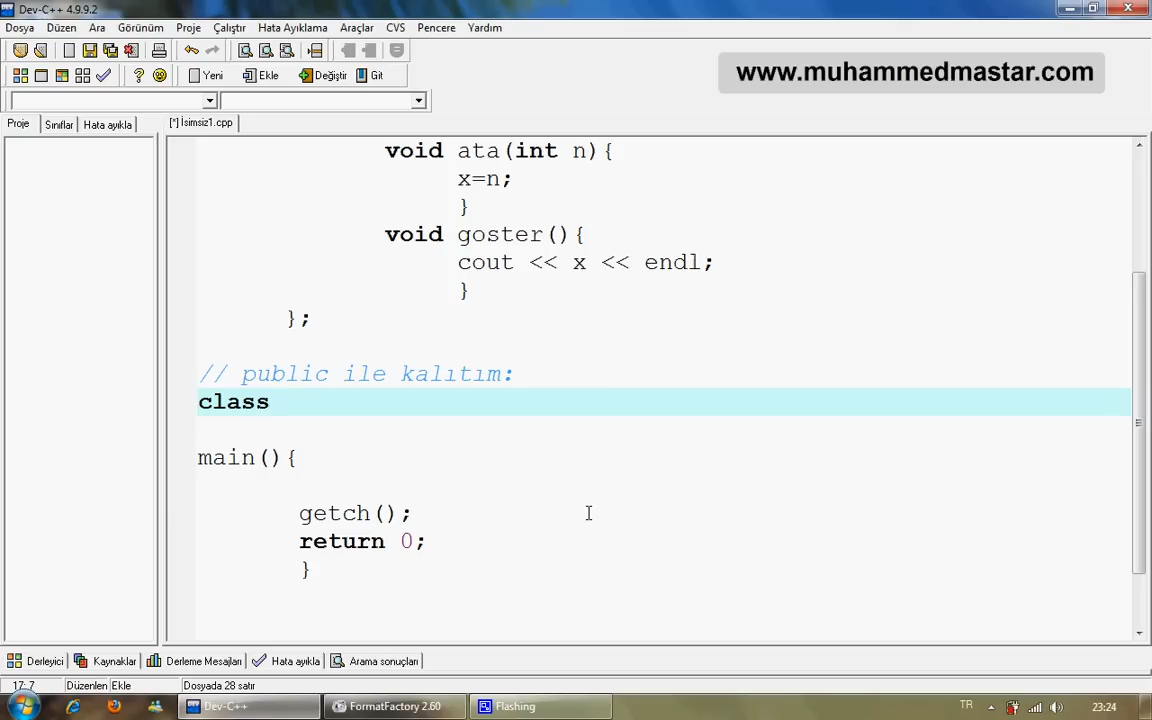 Dev-C++ 4.9.9.2
Dosya Düzen Ara Görünüm Proje Çalıştır Hata Ayıklama Araçlar CVS Pencere Yardım
www.muhammedmastar.com
Yeni Ekle Değiştir Git
Proje Sınıflar Hata ayıkla [*] İsimsiz1.cpp
void ata(int n){
x=n;
}
void goster(){
cout << x << endl;
}
};
// public ile kalıtım:
class
main(){
getch();
return 0;
}
Derleyici Kaynaklar Derleme Mesajları Hata ayıkla Arama sonuçları
17: 7 Düzenlen Ekle Dosyada 28 satır
Dev-C++ FormatFactory 2.60 Flashing TR 23:24